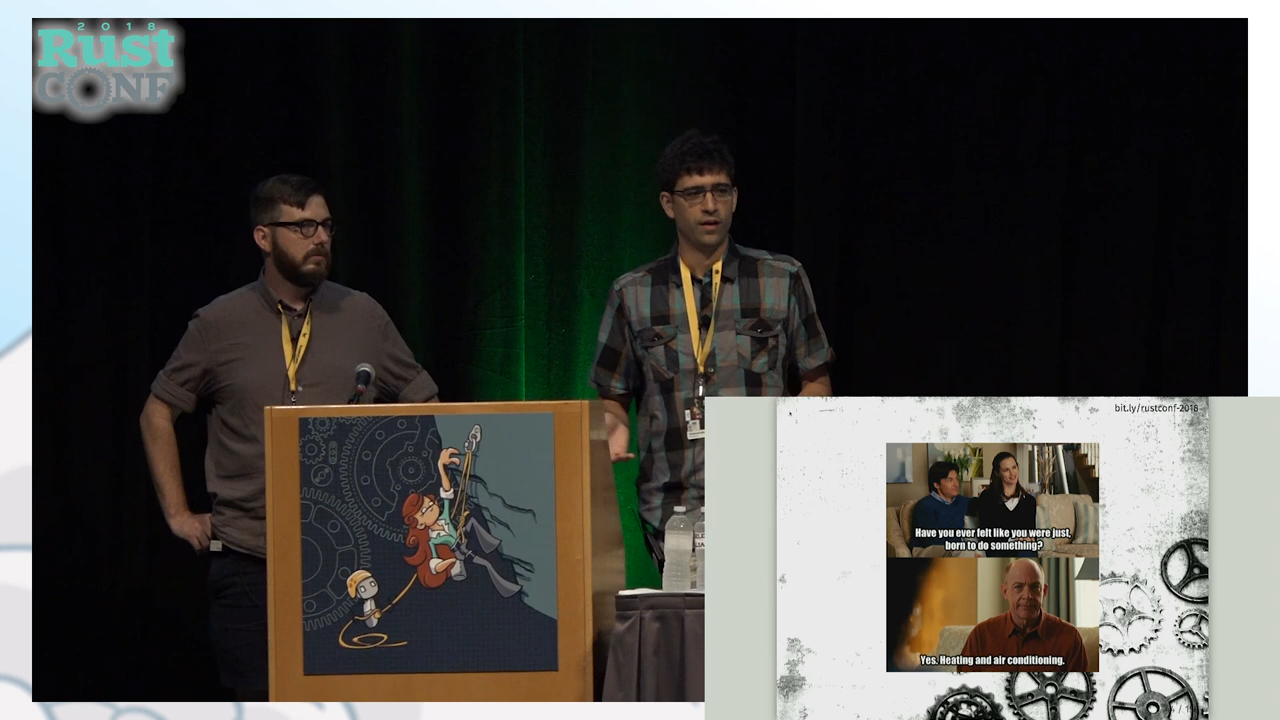 2018
Rust
CONF
bit.ly/rustconf-2018
Have you ever felt like you were just,
born to do something?
Yes. Heating and air conditioning.